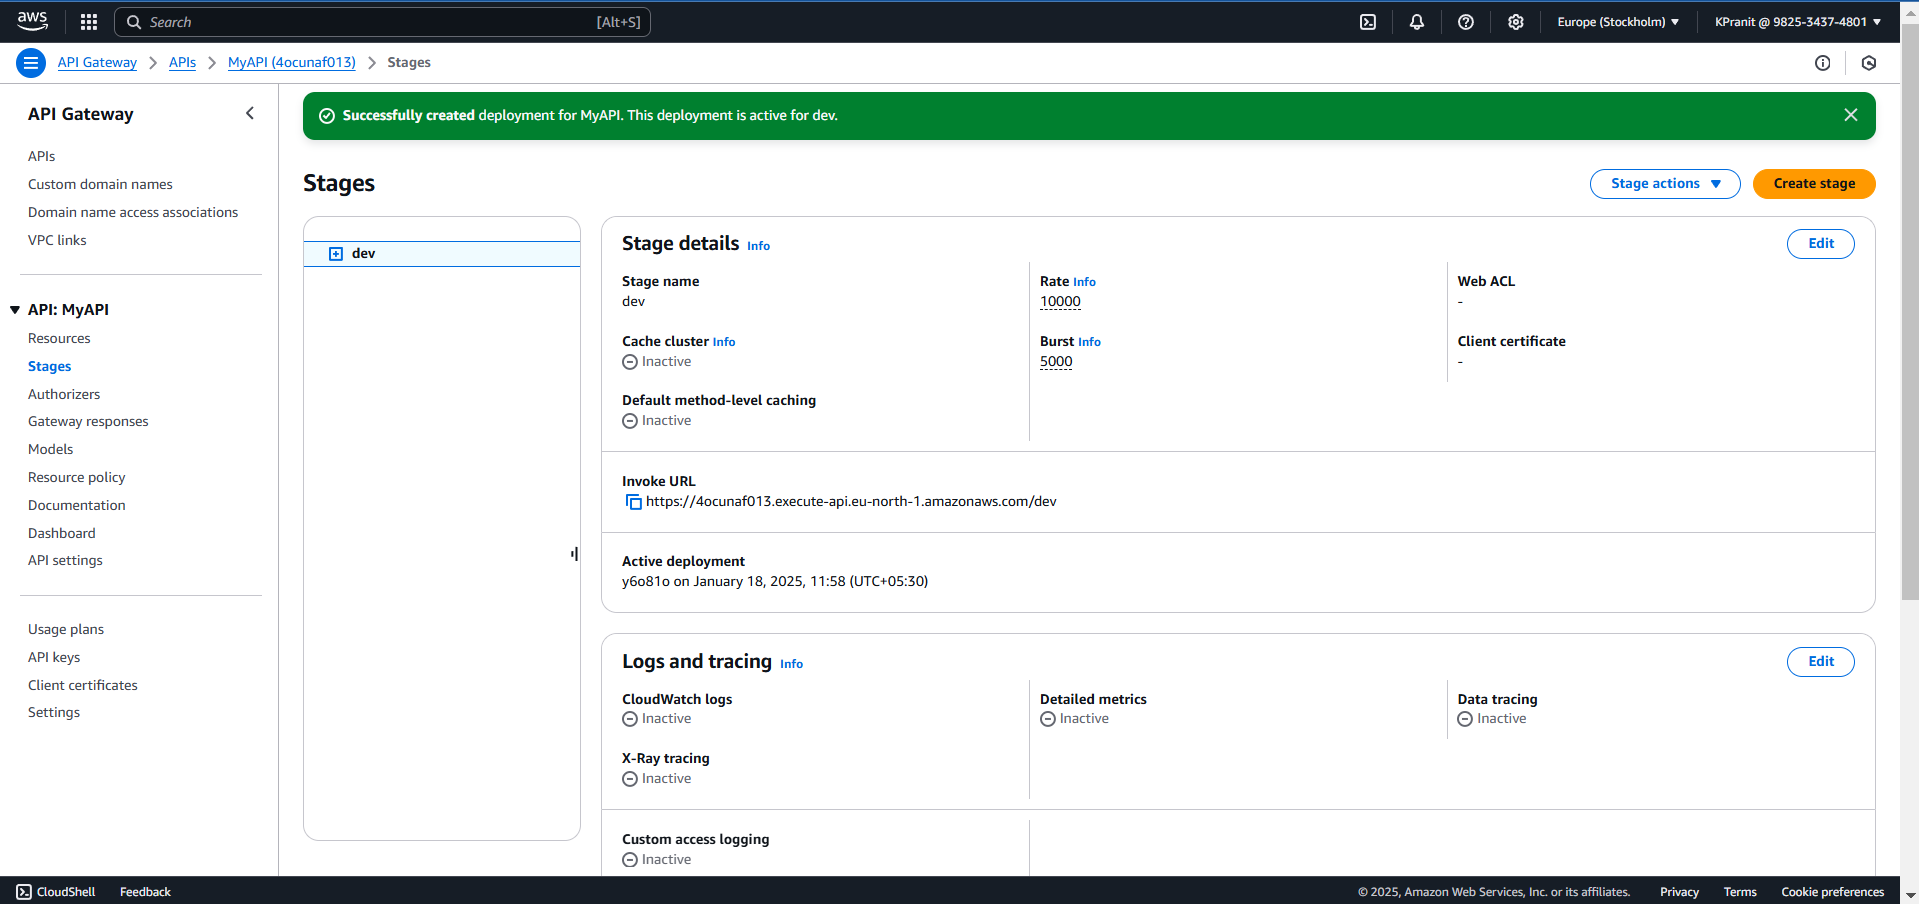 aws
Search [Alt+S]
Europe (Stockholm)
KPranit @ 9825-3437-4801
API Gateway
APIs
MyAPI (4ocunaf013)
Stages
API Gateway
APIs
Custom domain names
Domain name access associations
VPC links
API: MyAPI
Resources
Stages
Authorizers
Gateway responses
Models
Resource policy
Documentation
Dashboard
API settings
Usage plans
API keys
Client certificates
Settings
Successfully created deployment for MyAPI. This deployment is active for dev.
Stages
Stage actions
Create stage
dev
Stage details Info
Edit
Stage name
dev
Rate Info
10000
Web ACL
-
Cache cluster Info
Inactive
Burst Info
5000
Client certificate
-
Default method-level caching
Inactive
Invoke URL
https://4ocunaf013.execute-api.eu-north-1.amazonaws.com/dev
Active deployment
y6o81o on January 18, 2025, 11:58 (UTC+05:30)
Logs and tracing Info
Edit
CloudWatch logs
Inactive
Detailed metrics
Inactive
Data tracing
Inactive
X-Ray tracing
Inactive
Custom access logging
Inactive
CloudShell
Feedback
© 2025, Amazon Web Services, Inc. or its affiliates.
Privacy
Terms
Cookie preferences